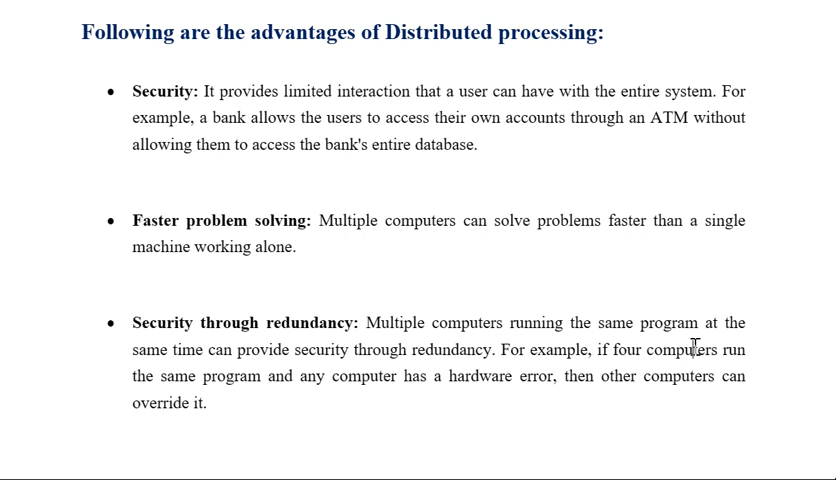 Following are the advantages of Distributed processing:
• Security: It provides limited interaction that a user can have with the entire system. For
example, a bank allows the users to access their own accounts through an ATM without
allowing them to access the bank's entire database.
• Faster problem solving: Multiple computers can solve problems faster than a single
machine working alone.
• Security through redundancy: Multiple computers running the same program at the
same time can provide security through redundancy. For example, if four computers run
the same program and any computer has a hardware error, then other computers can
override it.